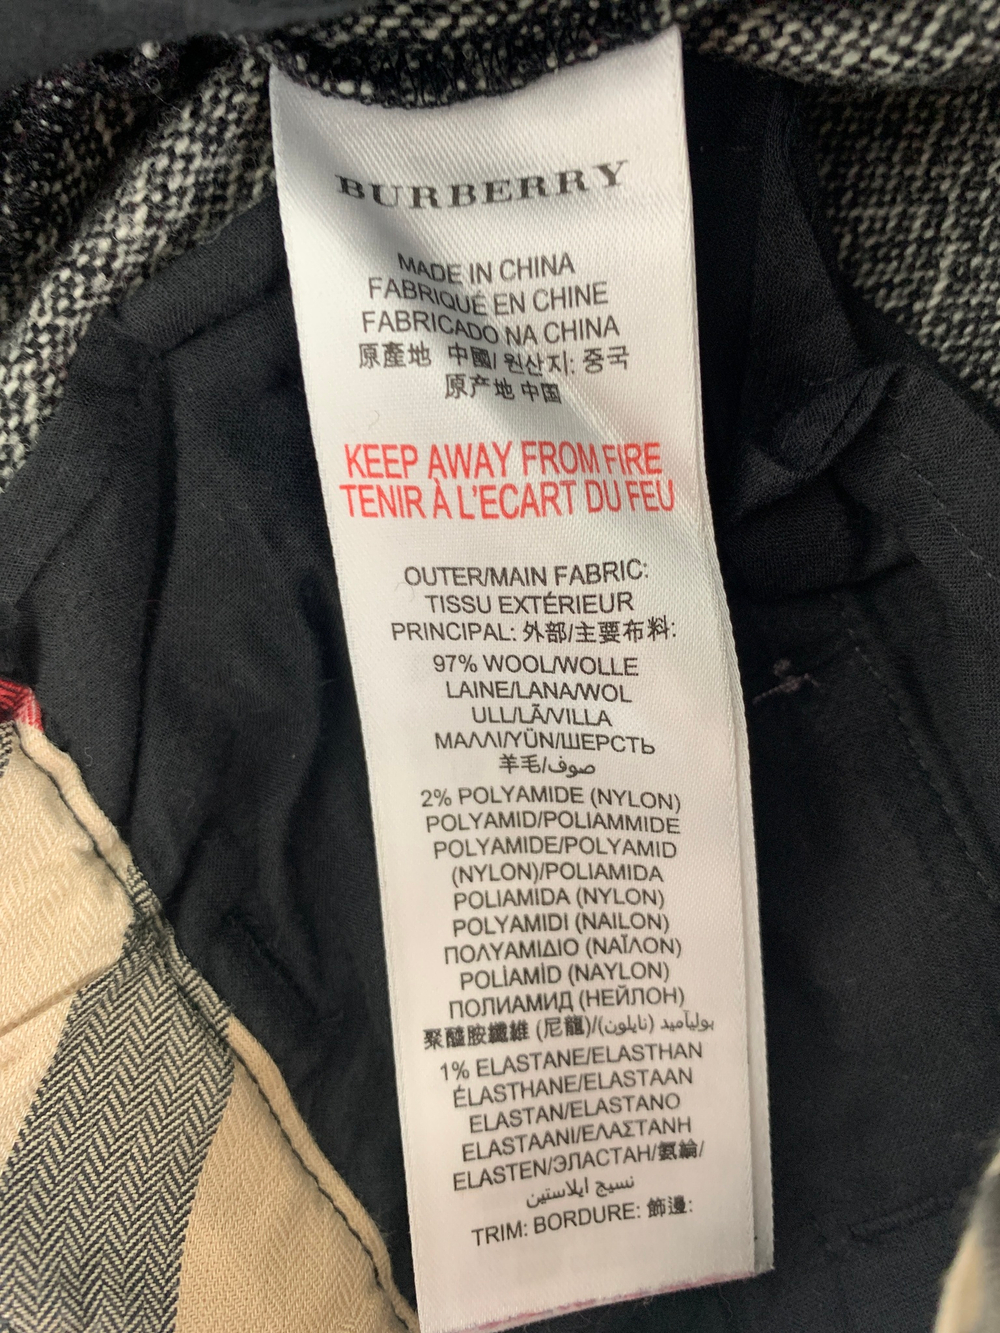 BURBERRY
MADE IN CHINA
FABRIQUÉ EN CHINE
FABRICADO NA CHINA
原產地 中國/ 원산지: 중국
原产地 中国
KEEP AWAY FROM FIRE
TENIR À L'ECART DU FEU
OUTER/MAIN FABRIC:
TISSU EXTÉRIEUR
PRINCIPAL: 外部/主要布料:
97% WOOL/WOLLE
LAINE/LANA/WOL
ULL/LÃ/VILLA
ΜΑΛΛΙ/YÜN/ШЕРСТЬ
羊毛/صوف
2% POLYAMIDE (NYLON)
POLYAMID/POLIAMMIDE
POLYAMIDE/POLYAMID
(NYLON)/POLIAMIDA
POLIAMIDA (NYLON)
POLYAMIDI (NAILON)
ΠΟΛΥΑΜΙΔΙΟ (ΝΑΪΛΟΝ)
POLİAMİD (NAYLON)
ПОЛИАМИД (НЕЙЛОН)
聚醯胺纖維 (尼龍)/بوليآميد (نايلون)
1% ELASTANE/ELASTHAN
ÉLASTHANE/ELASTAAN
ELASTAN/ELASTANO
ELASTAANI/ΕΛΑΣΤΑΝΗ
ELASTEN/ЭЛАСТАН/氨綸/
نسيج ايلاستين
TRIM: BORDURE: 飾邊: